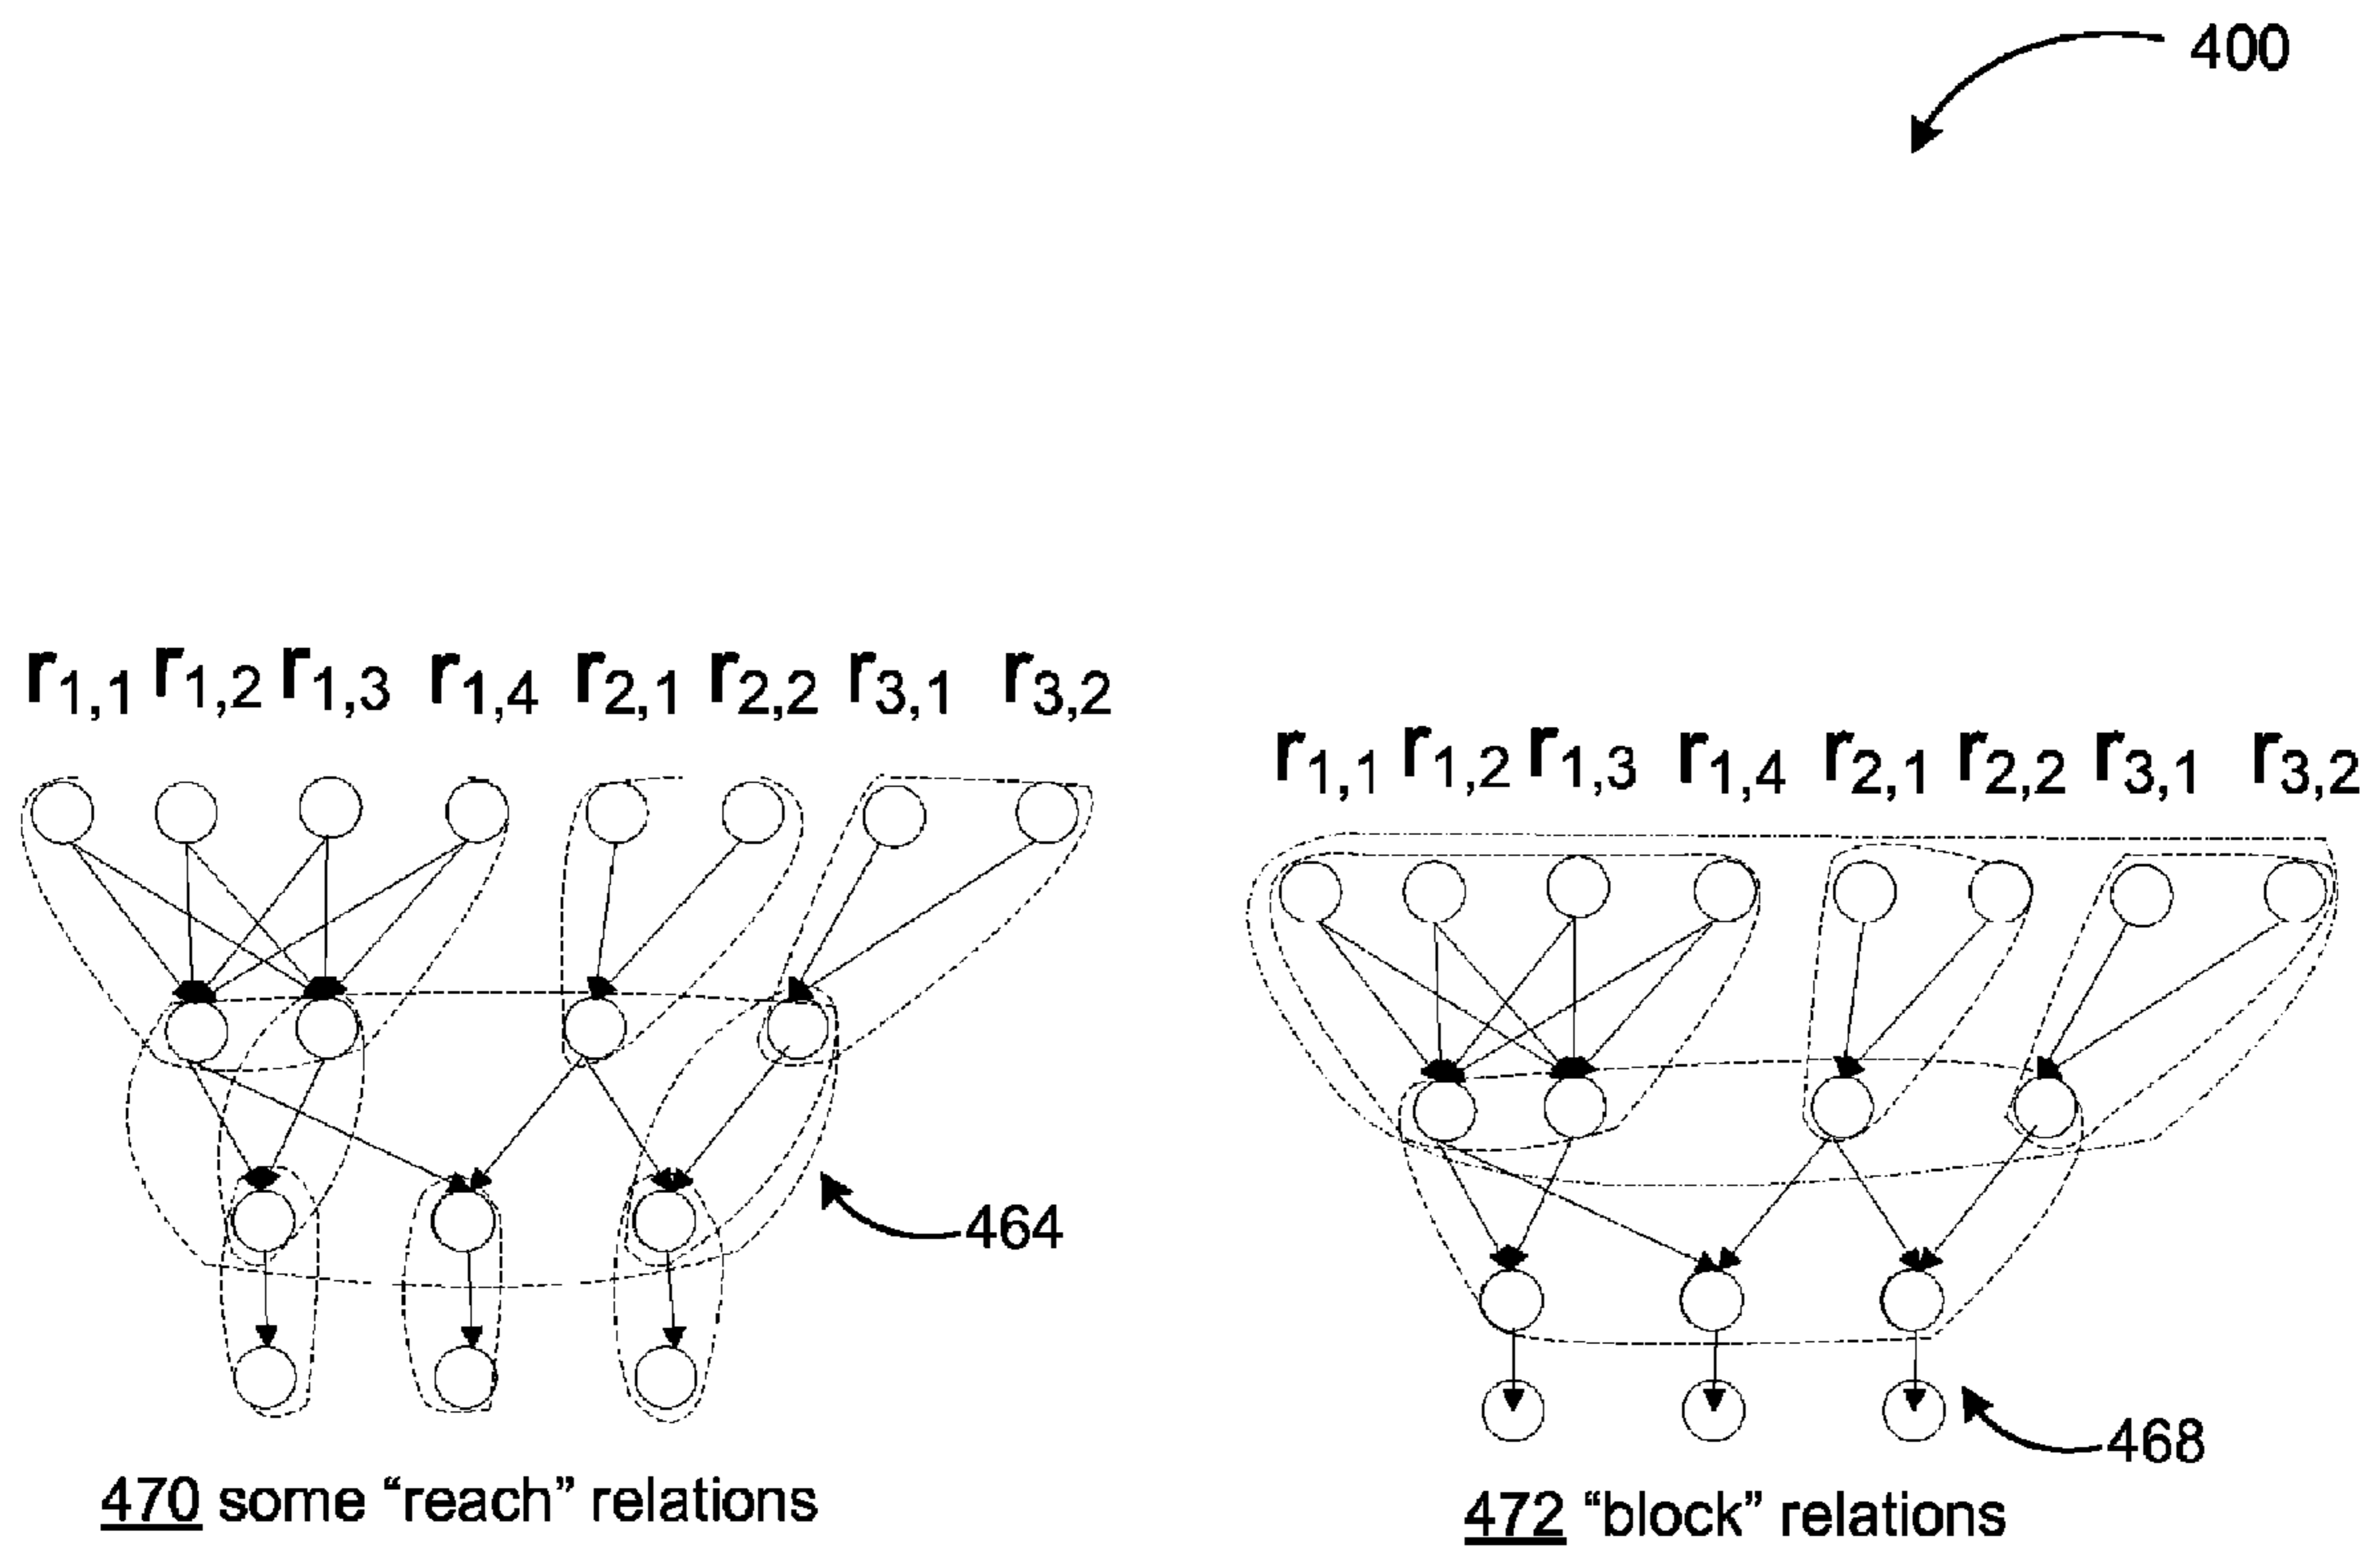 400
r1,1 r1,2 r1,3 r1,4 r2,1 r2,2 r3,1 r3,2
r1,1 r1,2 r1,3 r1,4 r2,1 r2,2 r3,1 r3,2
464
468
470 some “reach” relations
472 “block” relations